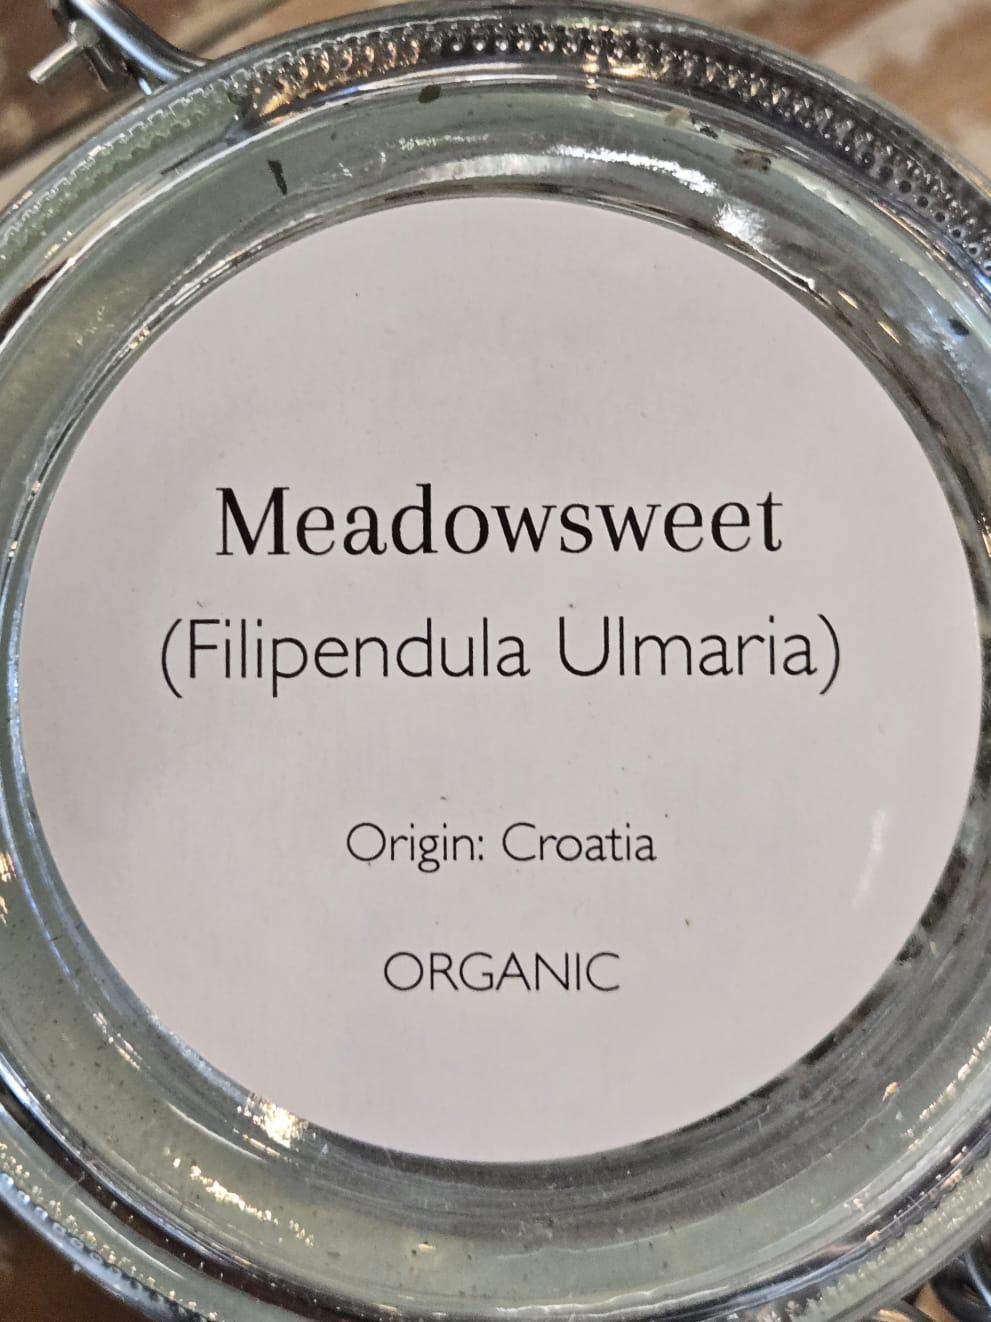 Meadowsweet
(Filipendula Ulmaria)
Origin: Croatia
ORGANIC